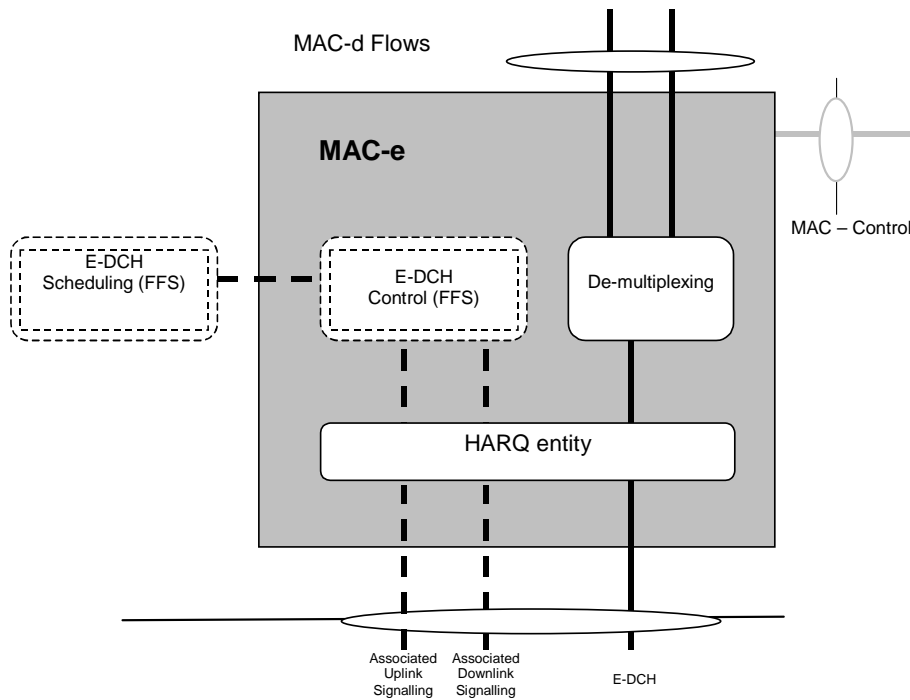 MAC-d Flows
MAC-e
MAC – Control
E-DCH
Scheduling (FFS)
E-DCH
Control (FFS)
De-multiplexing
HARQ entity
Associated
Uplink
Signalling
Associated
Downlink
Signalling
E-DCH